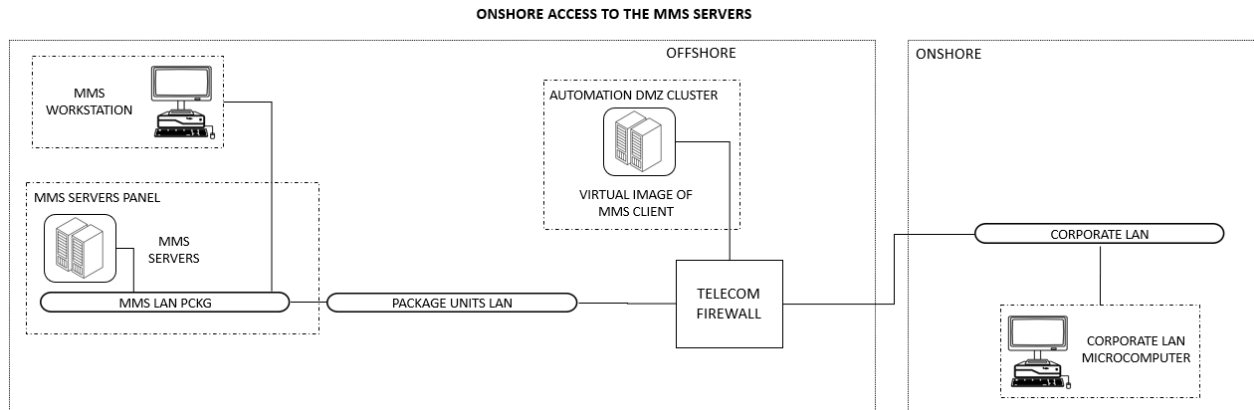 ONSHORE ACCESS TO THE MMS SERVERS
OFFSHORE
ONSHORE
MMS
WORKSTATION
AUTOMATION DMZ CLUSTER
VIRTUAL IMAGE OF
MMS CLIENT
MMS SERVERS PANEL
MMS
SERVERS
MMS LAN PCKG
PACKAGE UNITS LAN
TELECOM
FIREWALL
CORPORATE LAN
CORPORATE LAN
MICROCOMPUTER